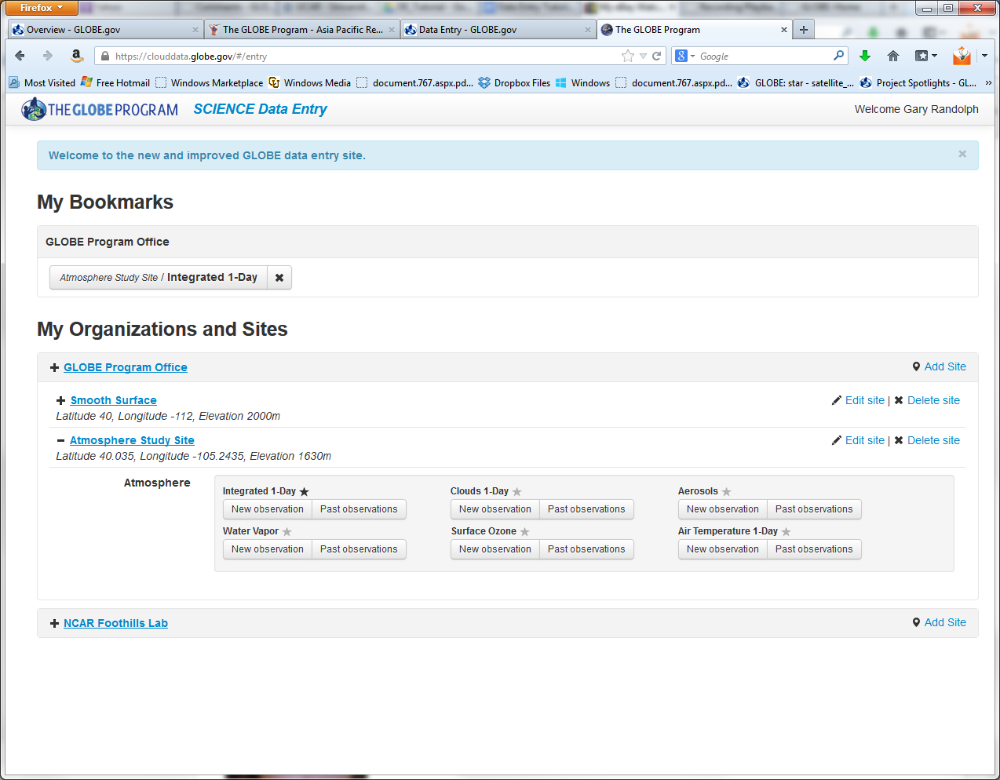 Firefox
Overview - GLOBE.gov
The GLOBE Program - Asia Pacific Re...
Data Entry - GLOBE.gov
The GLOBE Program
https://clouddata.globe.gov/#/entry
Google
Most Visited
Free Hotmail
Windows Marketplace
Windows Media
document.767.aspx.pd...
Dropbox Files
Windows
document.767.aspx.pd...
GLOBE: star - satellite_...
Project Spotlights - GL...
THE GLOBE PROGRAM
SCIENCE Data Entry
Welcome Gary Randolph
Welcome to the new and improved GLOBE data entry site.
My Bookmarks
GLOBE Program Office
Atmosphere Study Site / Integrated 1-Day
My Organizations and Sites
GLOBE Program Office
Add Site
Smooth Surface
Edit site | Delete site
Latitude 40, Longitude -112, Elevation 2000m
Atmosphere Study Site
Edit site | Delete site
Latitude 40.035, Longitude -105.2435, Elevation 1630m
Atmosphere
Integrated 1-Day
Clouds 1-Day
Aerosols
New observation Past observations
New observation Past observations
New observation Past observations
Water Vapor
Surface Ozone
Air Temperature 1-Day
New observation Past observations
New observation Past observations
New observation Past observations
NCAR Foothills Lab
Add Site